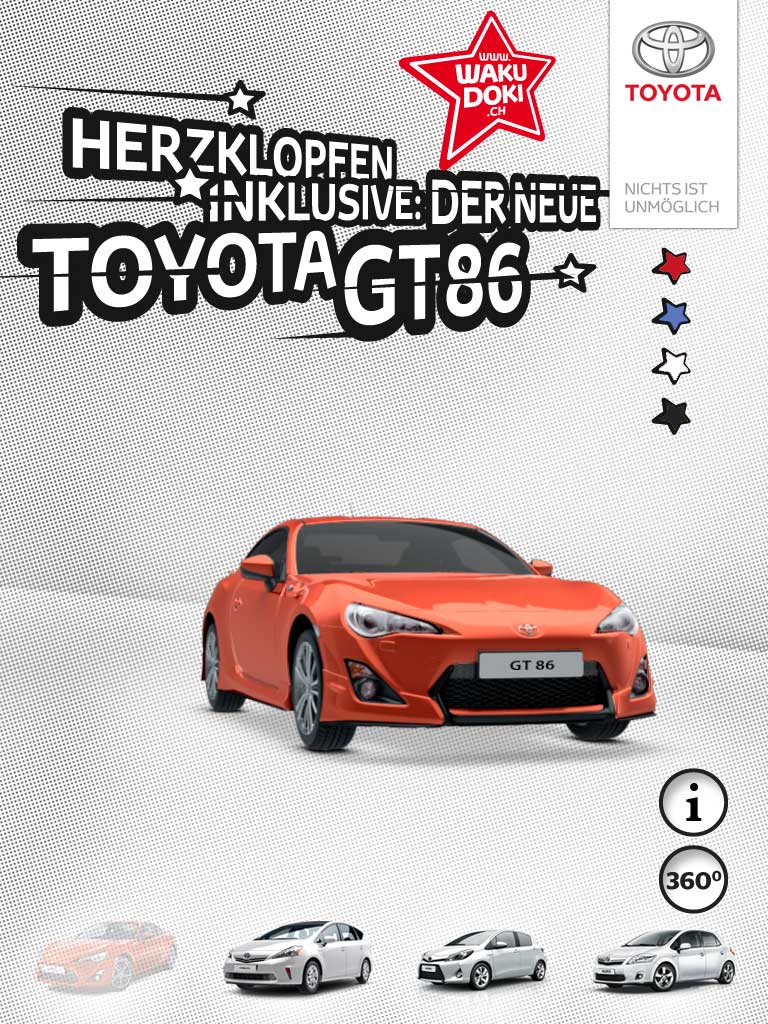 WWW.
WAKU
DOKI
.CH
TOYOTA
NICHTS IST
UNMÖGLICH
HERZKLOPFEN
INKLUSIVE: DER NEUE
TOYOTA GT86
GT 86
i
360°